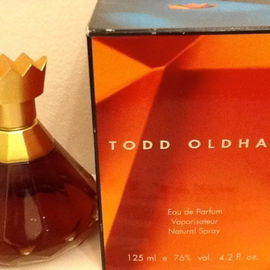 TODD OLDHA
Eau de Parfum
Vaporisateur
Natural Spray
125 ml e 76% vol. 4.2 fl. oz.